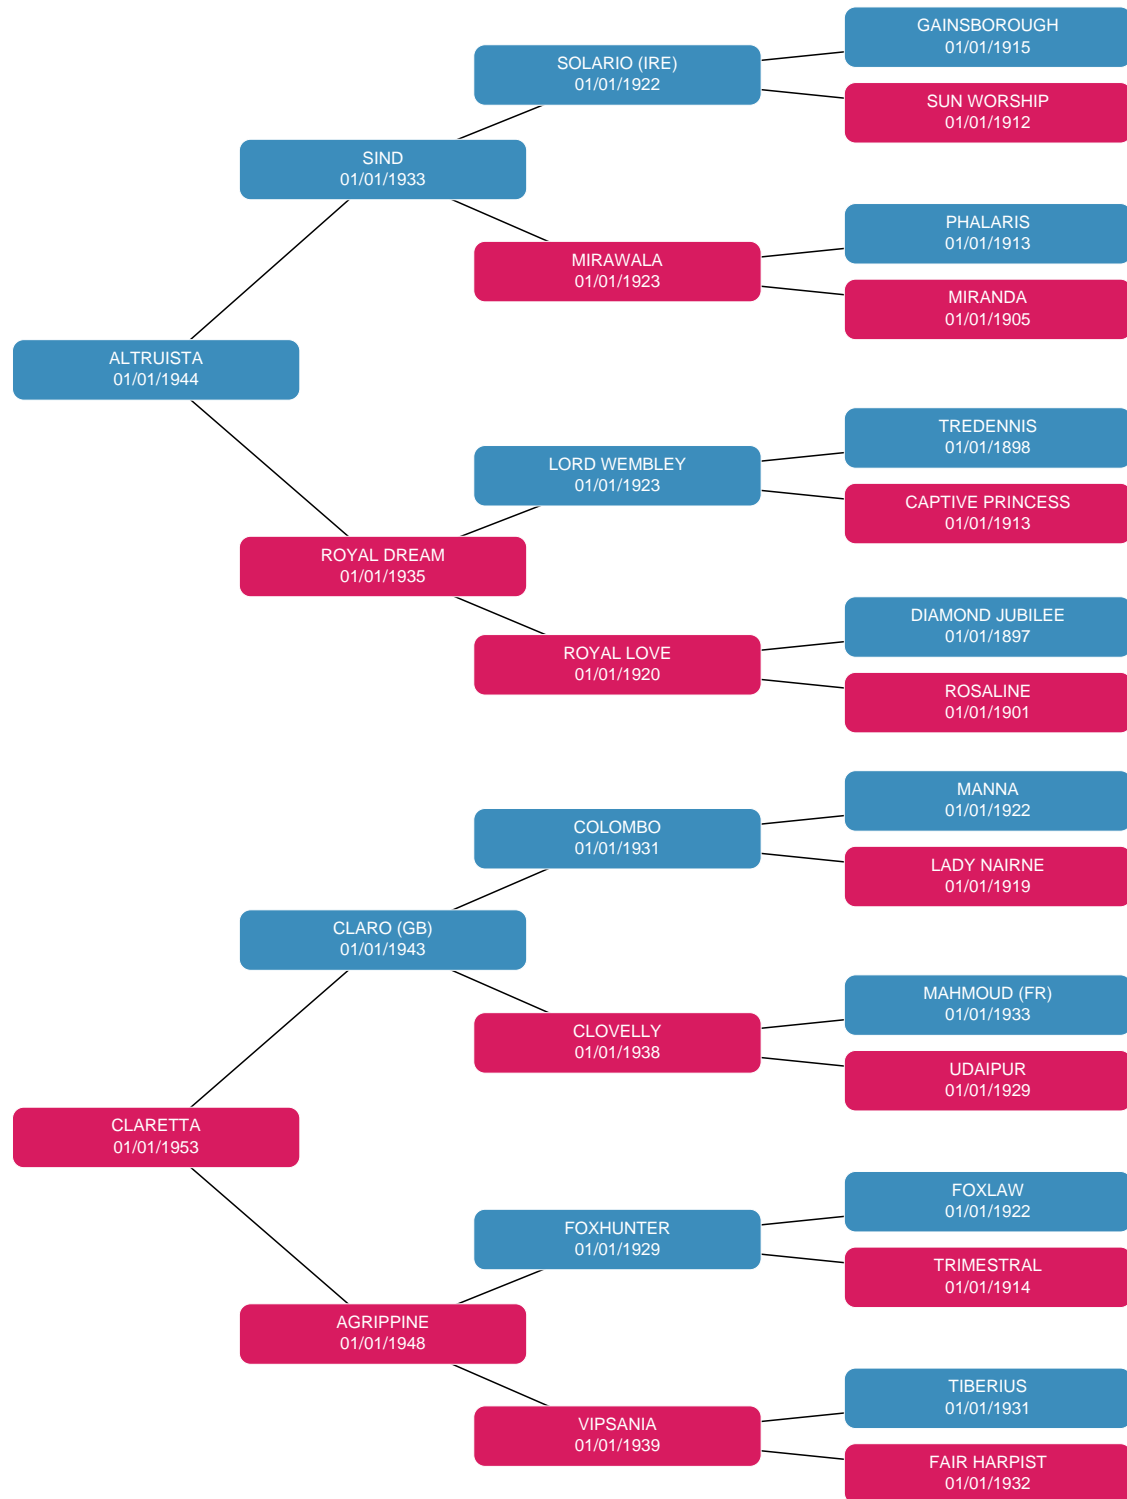 GAINSBOROUGH
01/01/1915
SOLARIO (IRE)
01/01/1922
SUN WORSHIP
01/01/1912
SIND
01/01/1933
PHALARIS
01/01/1913
MIRAWALA
01/01/1923
MIRANDA
01/01/1905
ALTRUISTA
01/01/1944
TREDENNIS
01/01/1898
LORD WEMBLEY
01/01/1923
CAPTIVE PRINCESS
01/01/1913
ROYAL DREAM
01/01/1935
DIAMOND JUBILEE
01/01/1897
ROYAL LOVE
01/01/1920
ROSALINE
01/01/1901
MANNA
01/01/1922
COLOMBO
01/01/1931
LADY NAIRNE
01/01/1919
CLARO (GB)
01/01/1943
MAHMOUD (FR)
01/01/1933
CLOVELLY
01/01/1938
UDAIPUR
01/01/1929
CLARETTA
01/01/1953
FOXLAW
01/01/1922
FOXHUNTER
01/01/1929
TRIMESTRAL
01/01/1914
AGRIPPINE
01/01/1948
TIBERIUS
01/01/1931
VIPSANIA
01/01/1939
FAIR HARPIST
01/01/1932